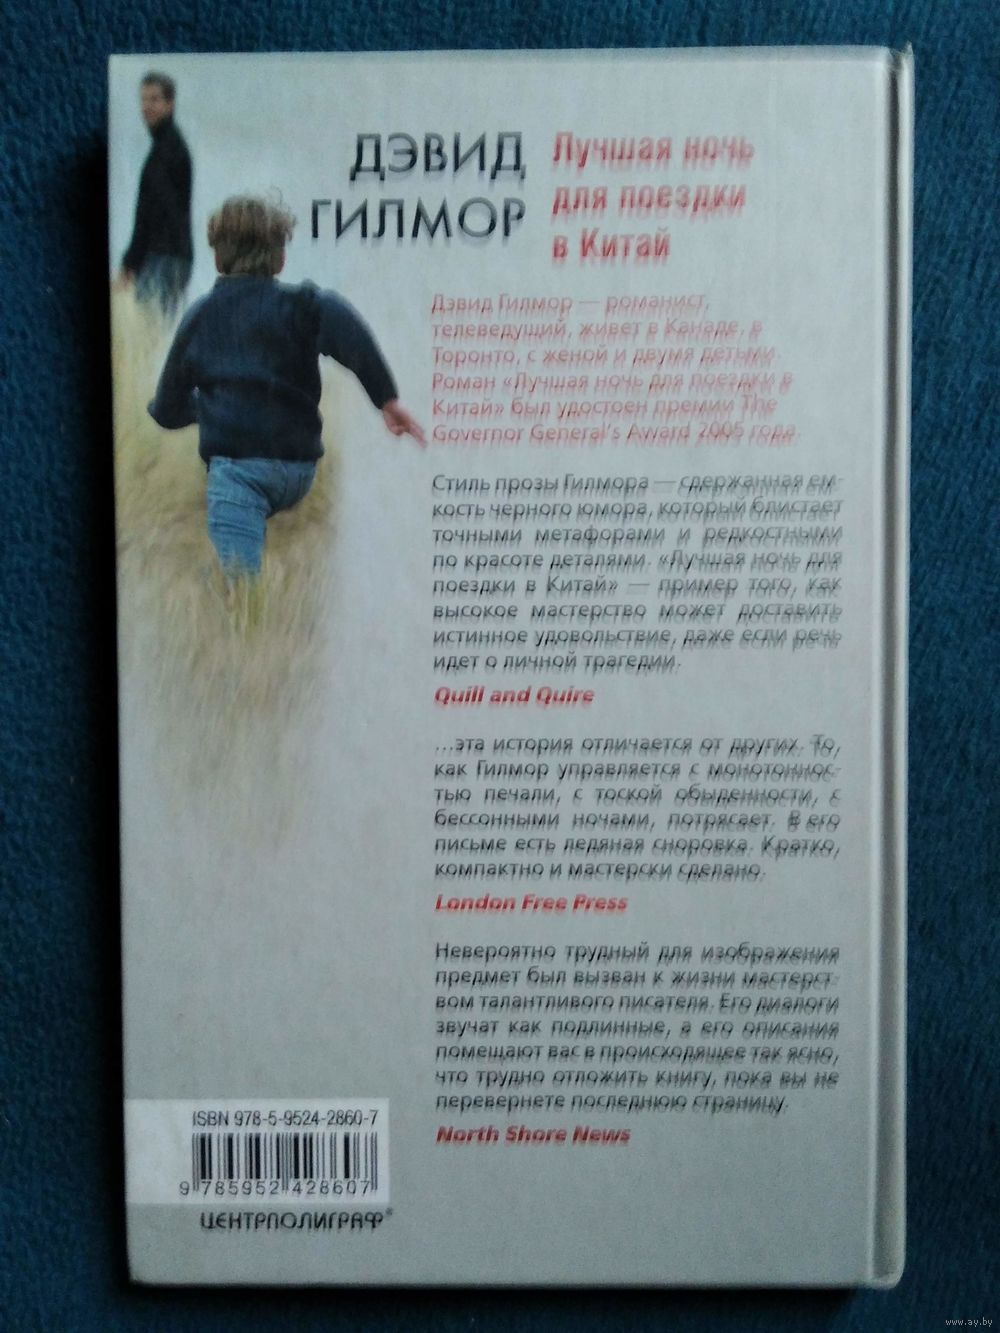 ДЭВИД
ГИЛМОР
Лучшая ночь
для поездки
в Китай
Дэвид Гилмор — романист,
телеведущий, живет в Канаде, в
Торонто, с женой и двумя детьми.
Роман «Лучшая ночь для поездки в
Китай» был удостоен премии The
Governor General's Award 2005 года.
Стиль прозы Гилмора — сдержанная ем-
кость черного юмора, который блистает
точными метафорами и редкостными
по красоте деталями. «Лучшая ночь для
поездки в Китай» — пример того, как
высокое мастерство может доставить
истинное удовольствие, даже если речь
идет о личной трагедии.
Quill and Quire
...эта история отличается от других. То,
как Гилмор управляется с монотоннос-
тью печали, с тоской обыденности, с
бессонными ночами, потрясает. В его
письме есть ледяная сноровка. Кратко,
компактно и мастерски сделано.
London Free Press
Невероятно трудный для изображения
предмет был вызван к жизни мастерст-
вом талантливого писателя. Его диалоги
звучат как подлинные, а его описания
помещают вас в происходящее так ясно,
что трудно отложить книгу, пока вы не
перевернете последнюю страницу.
North Shore News
ISBN 978-5-9524-2860-7
9 785952 428607
ЦЕНТРПОЛИГРАФ®
www.ay.by